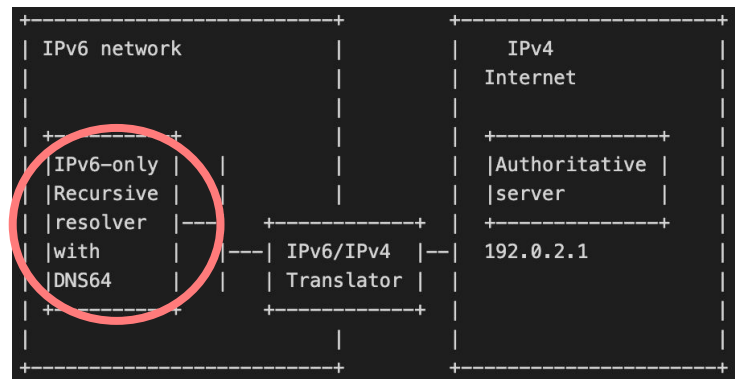 IPv6 network
IPv4
Internet
IPv6-only
Recursive
resolver
with
DNS64
IPv6/IPv4
Translator
Authoritative
server
192.0.2.1